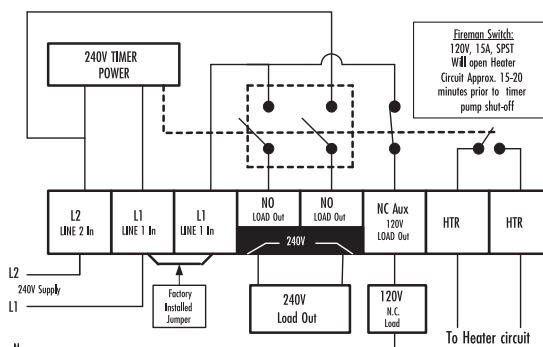 Fireman Switch:
120V, 15A, SPST
Will open Heater
Circuit Approx. 15-20
minutes prior to timer
pump shut-off
240V TIMER
POWER
L2
LINE 2 In
L1
LINE 1 In
L1
LINE 1 In
NO
LOAD Out
NO
LOAD Out
NC Aux
120V
LOAD Out
HTR
HTR
240V
L2
240V Supply
L1
Factory
Installed
Jumper
240V
Load Out
120V
N.C.
Load
To Heater circuit
N